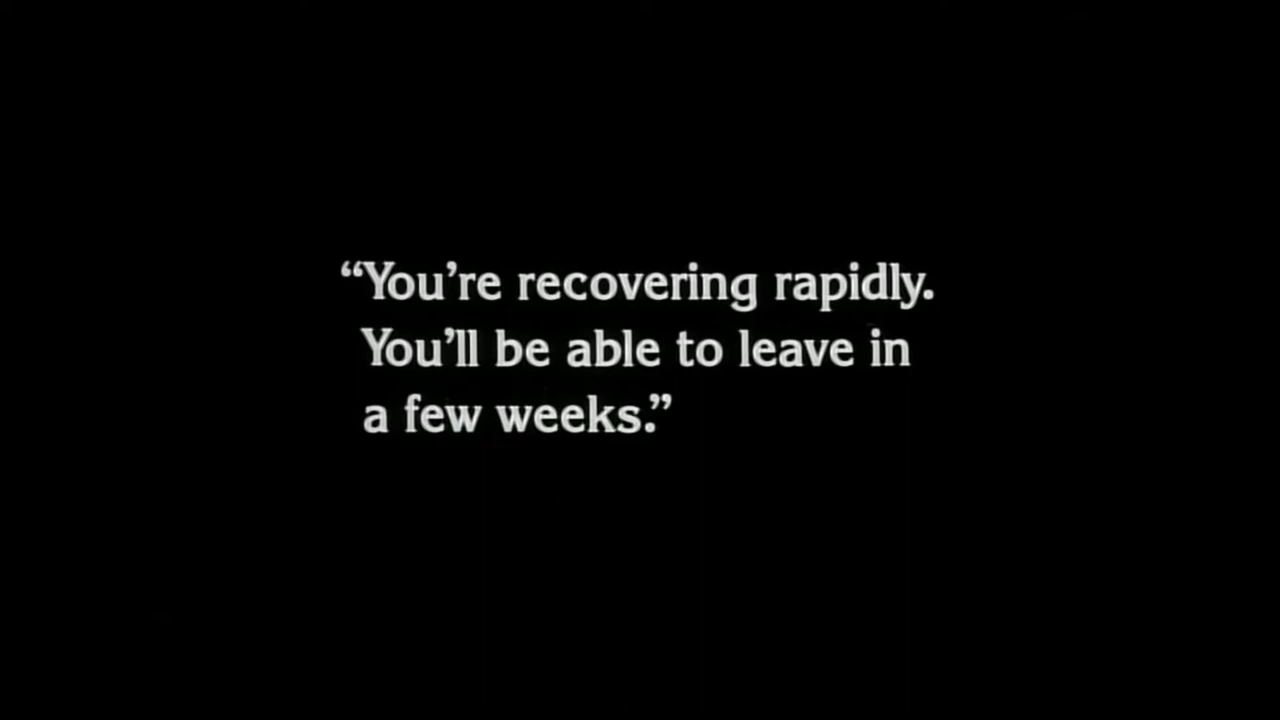 “You’re recovering rapidly.
You’ll be able to leave in
a few weeks.”